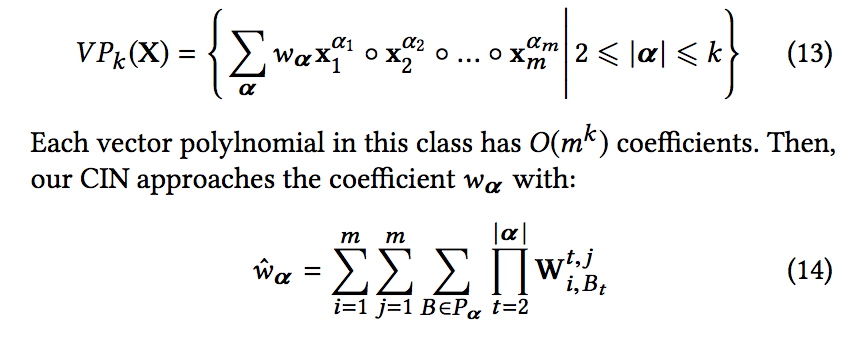 VP_k(X) = { ∑_α w_α x_1^{α_1} ∘ x_2^{α_2} ∘ ... ∘ x_m^{α_m} | 2 ⩽ |α| ⩽ k } (13)
Each vector polylnomial in this class has O(m^k) coefficients. Then,
our CIN approaches the coefficient w_α with:
ŵ_α = ∑_{i=1}^{m} ∑_{j=1}^{m} ∑_{B∈P_α} ∏_{t=2}^{|α|} W_{i,B_t}^{t,j} (14)